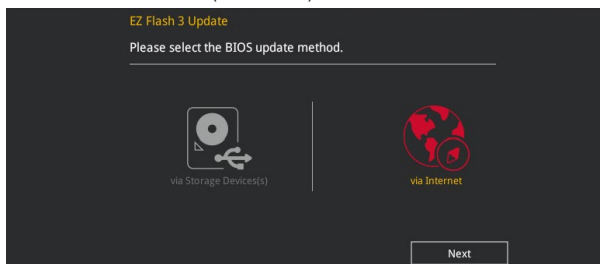 EZ Flash 3 Update
Please select the BIOS update method.
via Storage Devices(s)
via Internet
Next